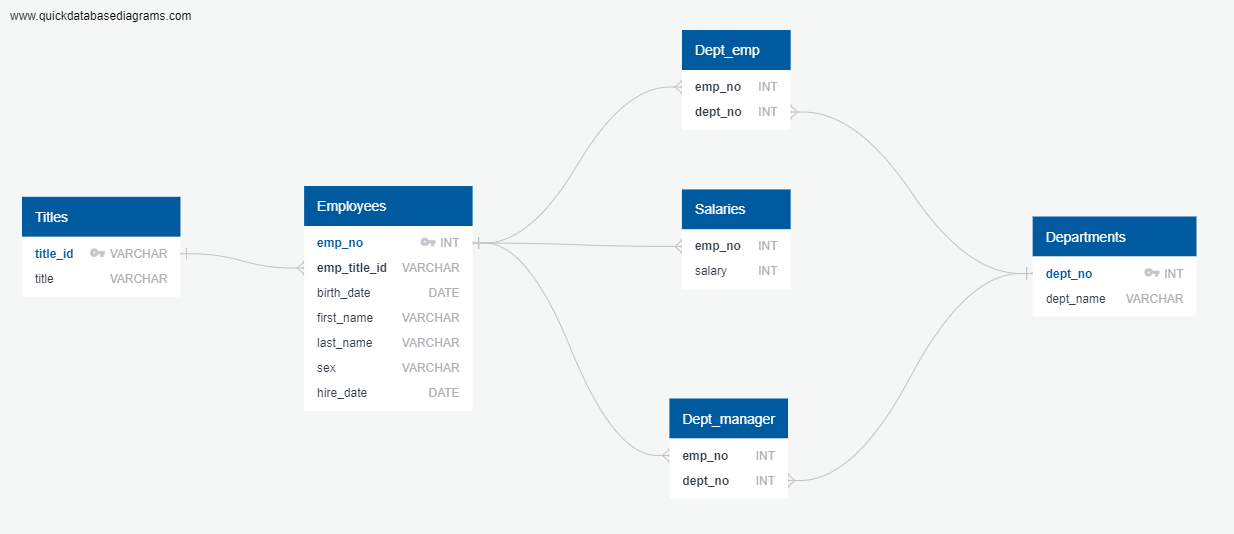 www.quickdatabasediagrams.com
Titles
title_id VARCHAR
title VARCHAR
Employees
emp_no INT
emp_title_id VARCHAR
birth_date DATE
first_name VARCHAR
last_name VARCHAR
sex VARCHAR
hire_date DATE
Dept_emp
emp_no INT
dept_no INT
Salaries
emp_no INT
salary INT
Dept_manager
emp_no INT
dept_no INT
Departments
dept_no INT
dept_name VARCHAR